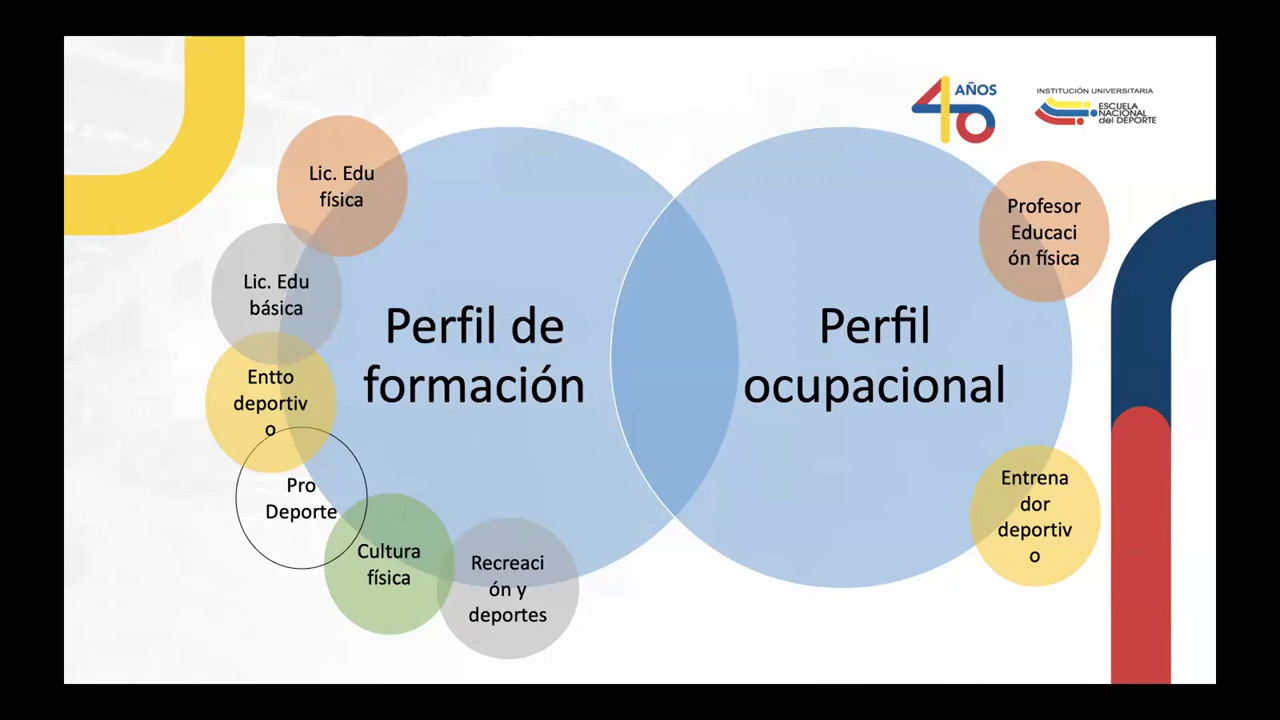 40 AÑOS
INSTITUCIÓN UNIVERSITARIA
ESCUELA
NACIONAL
del DEPORTE
Lic. Edu
física
Lic. Edu
básica
Entto
deportiv
o
Pro
Deporte
Cultura
física
Recreaci
ón y
deportes
Perfil de
formación
Perfil
ocupacional
Profesor
Educaci
ón física
Entrena
dor
deportiv
o